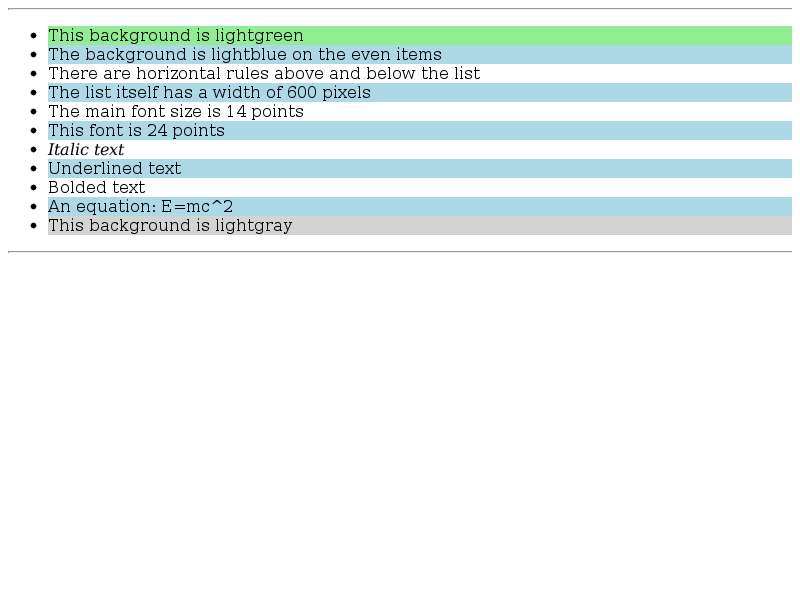 This background is lightgreen
The background is lightblue on the even items
There are horizontal rules above and below the list
The list itself has a width of 600 pixels
The main font size is 14 points
This font is 24 points
Italic text
Underlined text
Bolded text
An equation: E=mc^2
This background is lightgray